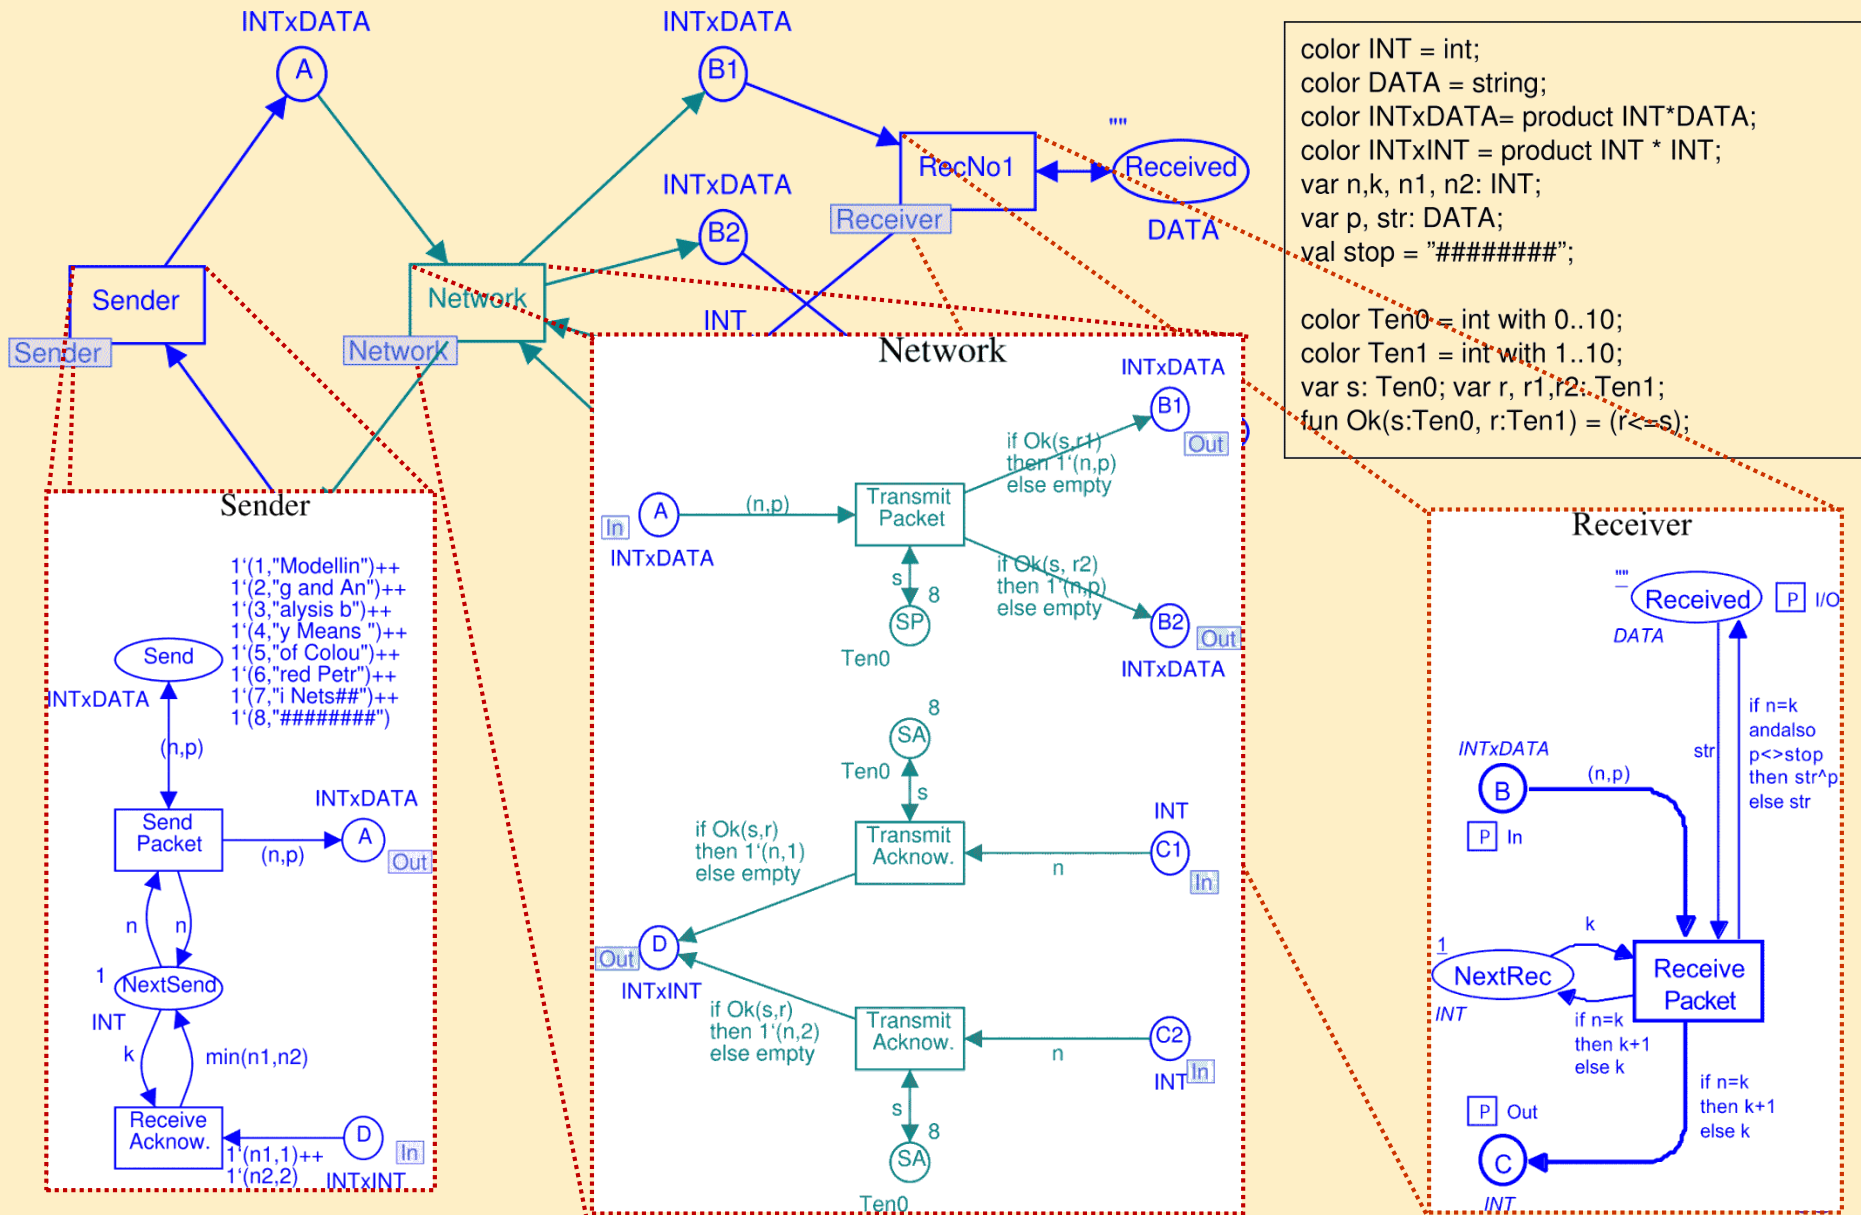 INTxDATA
A
INTxDATA
B1
""
RecNo1
Received
Receiver
DATA
INTxDATA
B2
Sender
Sender
Network
Network
INT
color INT = int;
color DATA = string;
color INTxDATA= product INT*DATA;
color INTxINT = product INT * INT;
var n,k, n1, n2: INT;
var p, str: DATA;
val stop = "########";
color Ten0 = int with 0..10;
color Ten1 = int with 1..10;
var s: Ten0; var r, r1,r2: Ten1;
fun Ok(s:Ten0, r:Ten1) = (r<=s);
Sender
1‘(1,"Modellin")++
1‘(2,"g and An")++
1‘(3,"alysis b")++
1‘(4,"y Means ")++
1‘(5,"of Colou")++
1‘(6,"red Petr")++
1‘(7,"i Nets##")++
1‘(8,"########")
Send
INTxDATA
(n,p)
Send
Packet
(n,p)
INTxDATA
A
Out
n
n
1
NextSend
INT
k
min(n1,n2)
Receive
Acknow.
1‘(n1,1)++
1‘(n2,2)
D
In
INTxINT
Network
INTxDATA
B1
Out
if Ok(s,r1)
then 1‘(n,p)
else empty
In
A
INTxDATA
(n,p)
Transmit
Packet
if Ok(s, r2)
then 1‘(n,p)
else empty
s
8
SP
Ten0
B2
Out
INTxDATA
8
SA
Ten0
s
if Ok(s,r)
then 1‘(n,1)
else empty
Transmit
Acknow.
n
INT
C1
In
D
Out
INTxINT
if Ok(s,r)
then 1‘(n,2)
else empty
Transmit
Acknow.
n
C2
INT
In
s
8
SA
Ten0
Receiver
""
Received
P I/O
DATA
str
if n=k
andalso
p<>stop
then str^p
else str
INTxDATA
B
P In
(n,p)
k
1
NextRec
INT
Receive
Packet
if n=k
then k+1
else k
if n=k
then k+1
else k
P Out
C
INT